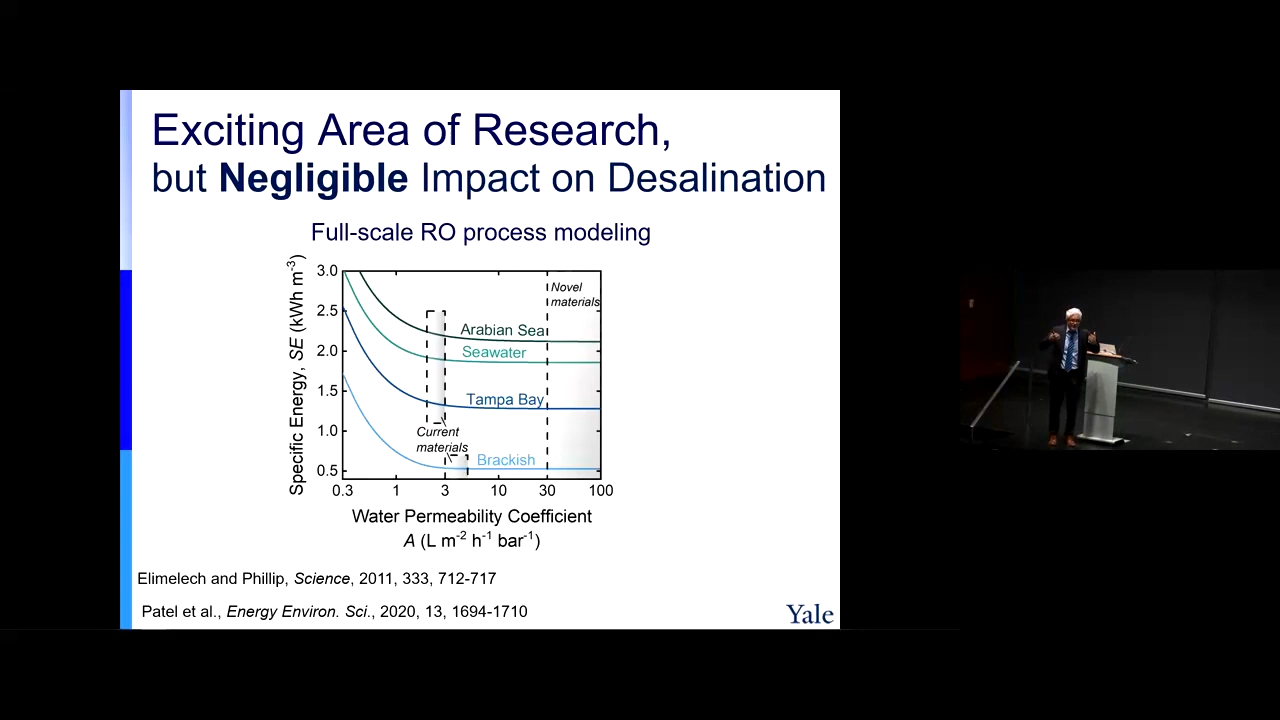 Exciting Area of Research,
but Negligible Impact on Desalination
Full-scale RO process modeling
Specific Energy, SE (kWh m⁻³)
3.0
2.5
2.0
1.5
1.0
0.5
Novel
materials
Arabian Sea
Seawater
Tampa Bay
Current
materials
Brackish
0.3 1 3 10 30 100
Water Permeability Coefficient
A (L m⁻² h⁻¹ bar⁻¹)
Elimelech and Phillip, Science, 2011, 333, 712-717
Patel et al., Energy Environ. Sci., 2020, 13, 1694-1710
Yale